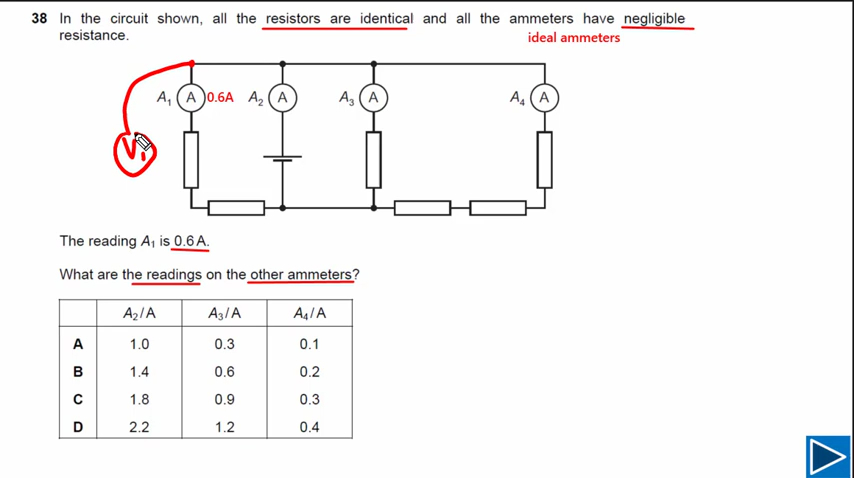 38 In the circuit shown, all the resistors are identical and all the ammeters have negligible
resistance.
ideal ammeters
A1 A 0.6A A2 A A3 A A4 A
V1
The reading A1 is 0.6 A.
What are the readings on the other ammeters?
A2/A A3/A A4/A
A 1.0 0.3 0.1
B 1.4 0.6 0.2
C 1.8 0.9 0.3
D 2.2 1.2 0.4